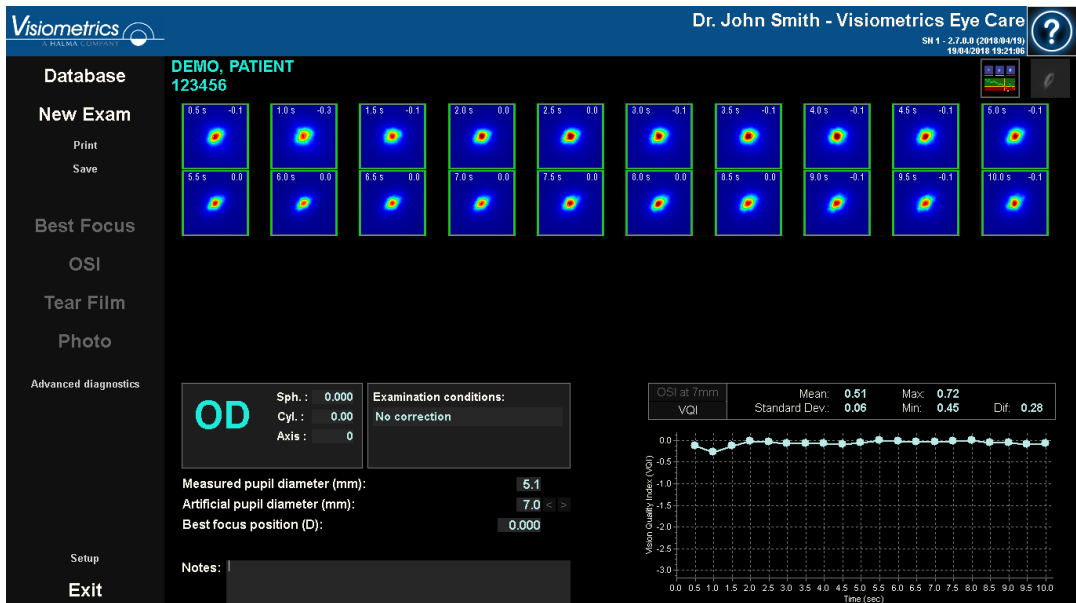 Visiometrics
A HALMA COMPANY
Dr. John Smith - Visiometrics Eye Care
SN 1 - 2.7.0.0 (2018/04/19)
19/04/2018 19:21:06
?
Database
New Exam
Print
Save
Best Focus
OSI
Tear Film
Photo
Advanced diagnostics
Setup
Exit
DEMO, PATIENT
123456
0.5 s -0.1 1.0 s -0.3 1.5 s -0.1 2.0 s 0.0 2.5 s 0.0 3.0 s -0.1 3.5 s -0.1 4.0 s -0.1 4.5 s -0.1 5.0 s -0.1
5.5 s 0.0 6.0 s 0.0 6.5 s 0.0 7.0 s 0.0 7.5 s 0.0 8.0 s 0.0 8.5 s 0.0 9.0 s -0.1 9.5 s -0.1 10.0 s -0.1
OD
Sph. : 0.000
Cyl. : 0.00
Axis : 0
Examination conditions:
No correction
Measured pupil diameter (mm): 5.1
Artificial pupil diameter (mm): 7.0 < >
Best focus position (D): 0.000
Notes:
OSI at 7mm
VQI
Mean: 0.51 Max: 0.72
Standard Dev.: 0.06 Min: 0.45 Dif: 0.28
Vision Quality Index (VQI)
0.0
-0.5
-1.0
-1.5
-2.0
-2.5
-3.0
0.0 0.5 1.0 1.5 2.0 2.5 3.0 3.5 4.0 4.5 5.0 5.5 6.0 6.5 7.0 7.5 8.0 8.5 9.0 9.5 10.0
Time (sec)